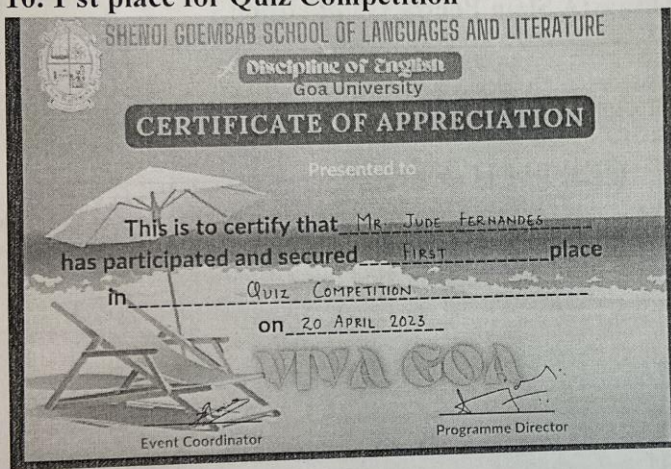 10. 1 st place for Quiz Competition
SHENOI GOEMBAB SCHOOL OF LANGUAGES AND LITERATURE
Discipline of English
Goa University
CERTIFICATE OF APPRECIATION
Presented to
This is to certify that MR. JUDE FERNANDES
has participated and secured FIRST place
in QUIZ COMPETITION
on 20 APRIL 2023
VIVA GOA
Event Coordinator
Programme Director